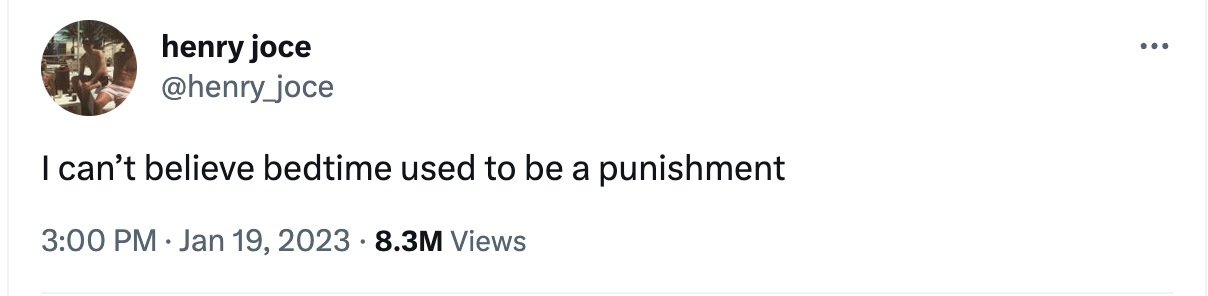 henry joce
@henry_joce
I can’t believe bedtime used to be a punishment
3:00 PM · Jan 19, 2023 · 8.3M Views